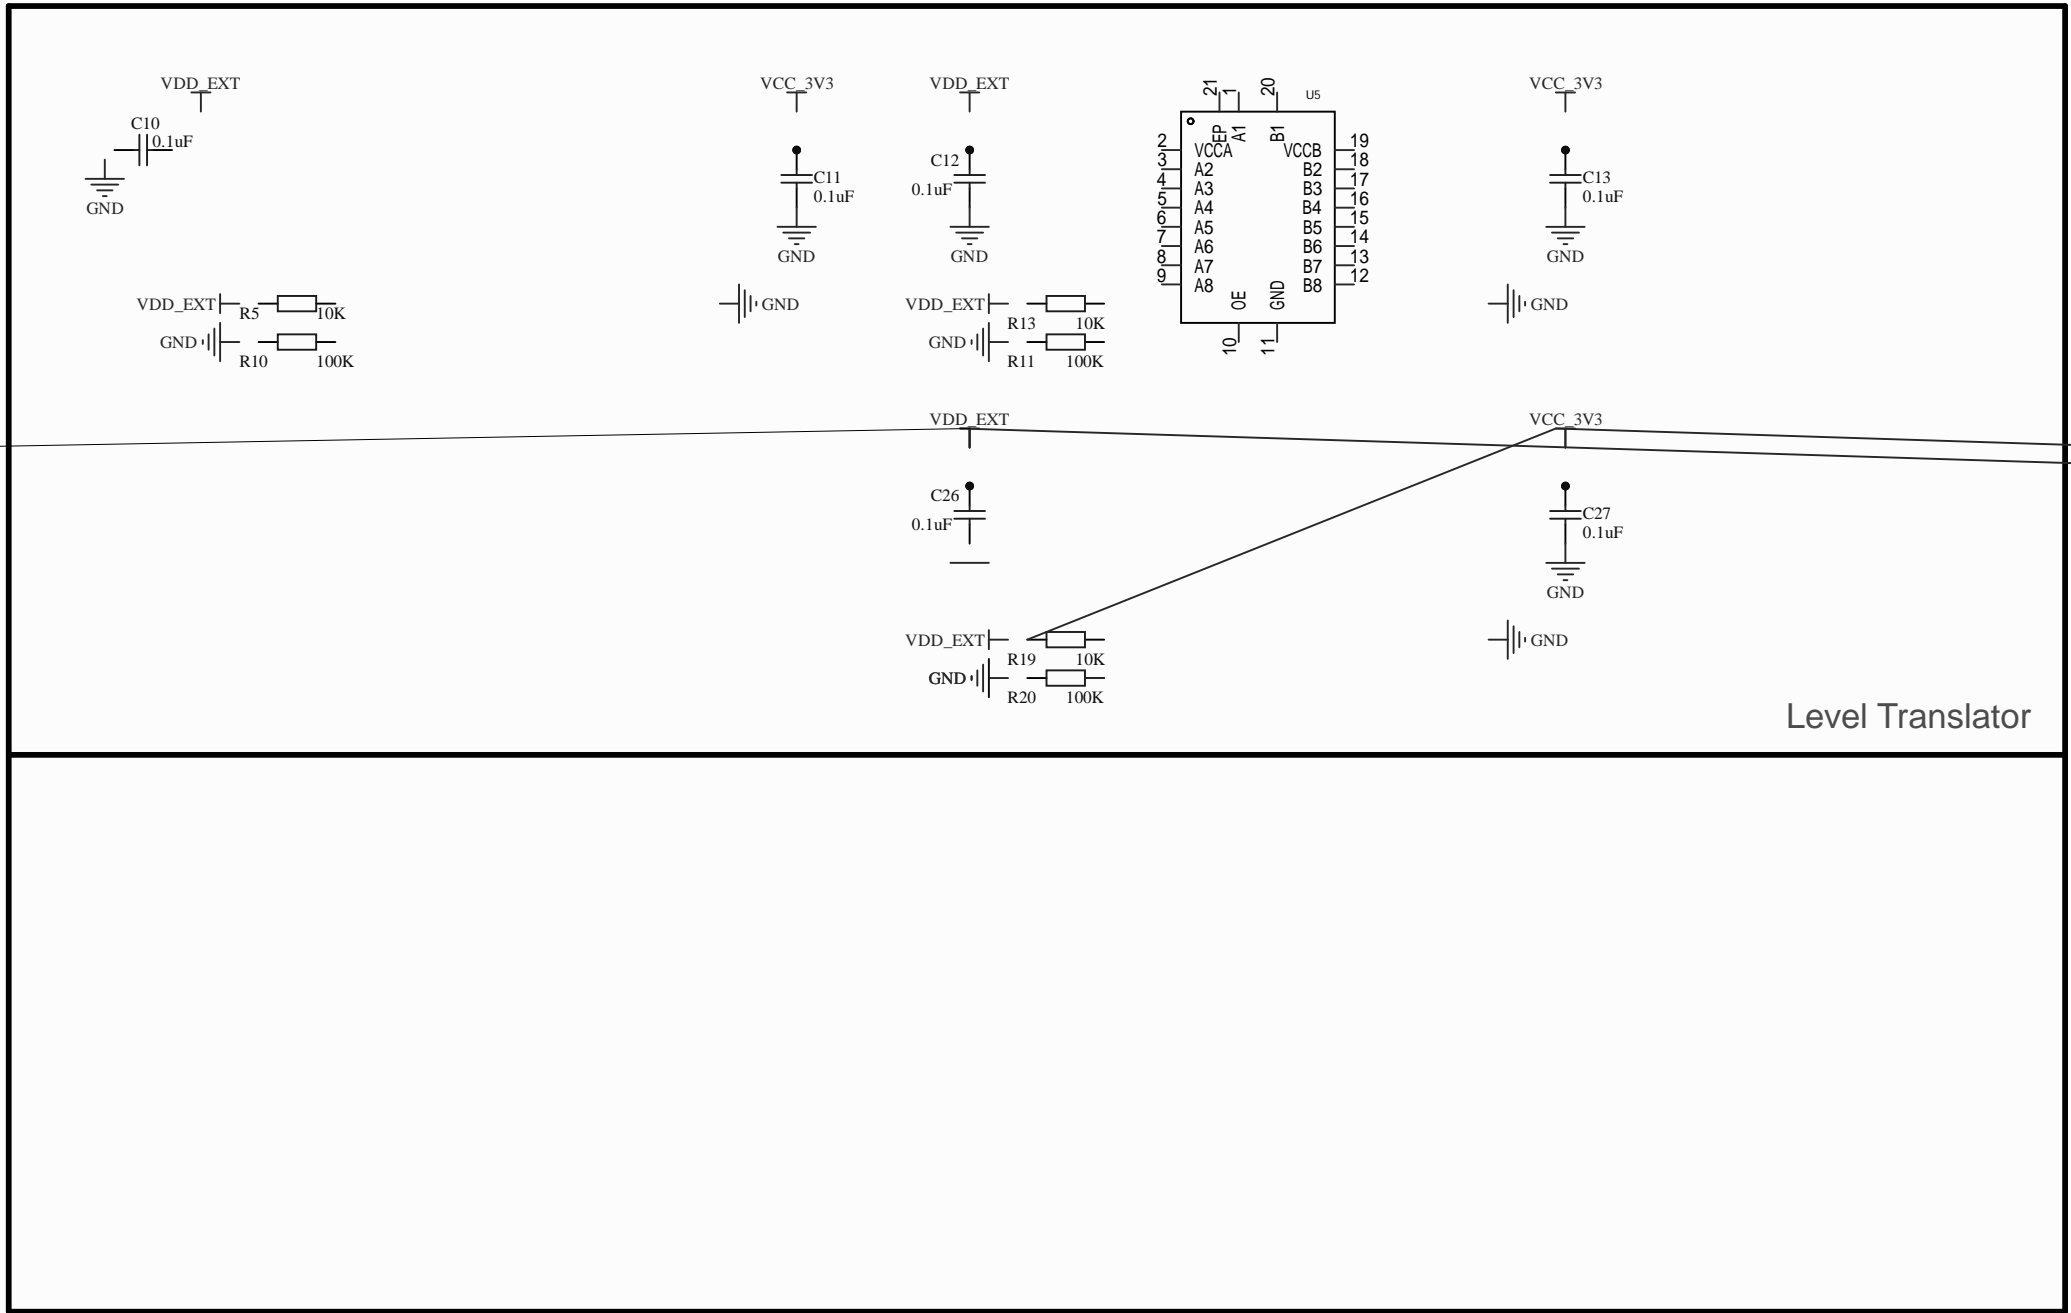 VDD_EXT
C10
0.1uF
GND
VDD_EXT
R5
10K
GND
R10
100K
VCC_3V3
C11
0.1uF
GND
GND
VDD_EXT
C12
0.1uF
GND
VDD_EXT
R13
10K
GND
R11
100K
U5
21
1
20
EP
A1
B1
2
VCCA
VCCB
19
3
A2
B2
18
4
A3
B3
17
5
A4
B4
16
6
A5
B5
15
7
A6
B6
14
8
A7
B7
13
9
A8
B8
12
OE
GND
10
11
VCC_3V3
C13
0.1uF
GND
GND
VDD_EXT
C26
0.1uF
VDD_EXT
R19
10K
GND
R20
100K
VCC_3V3
C27
0.1uF
GND
GND
Level Translator